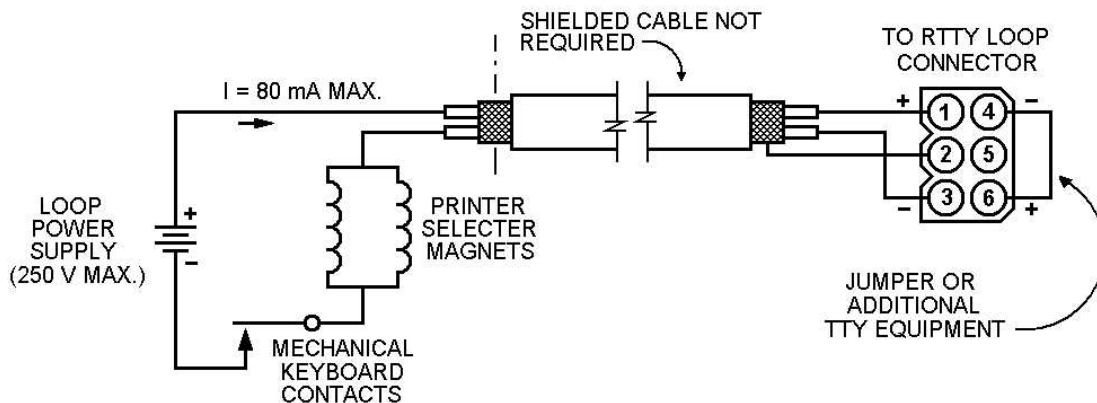 SHIELDED CABLE NOT
REQUIRED
TO RTTY LOOP
CONNECTOR
I = 80 mA MAX.
+
1
4
-
2
5
3
6
-
+
LOOP
POWER
SUPPLY
(250 V MAX.)
+
-
PRINTER
SELECTER
MAGNETS
JUMPER OR
ADDITIONAL
TTY EQUIPMENT
MECHANICAL
KEYBOARD
CONTACTS